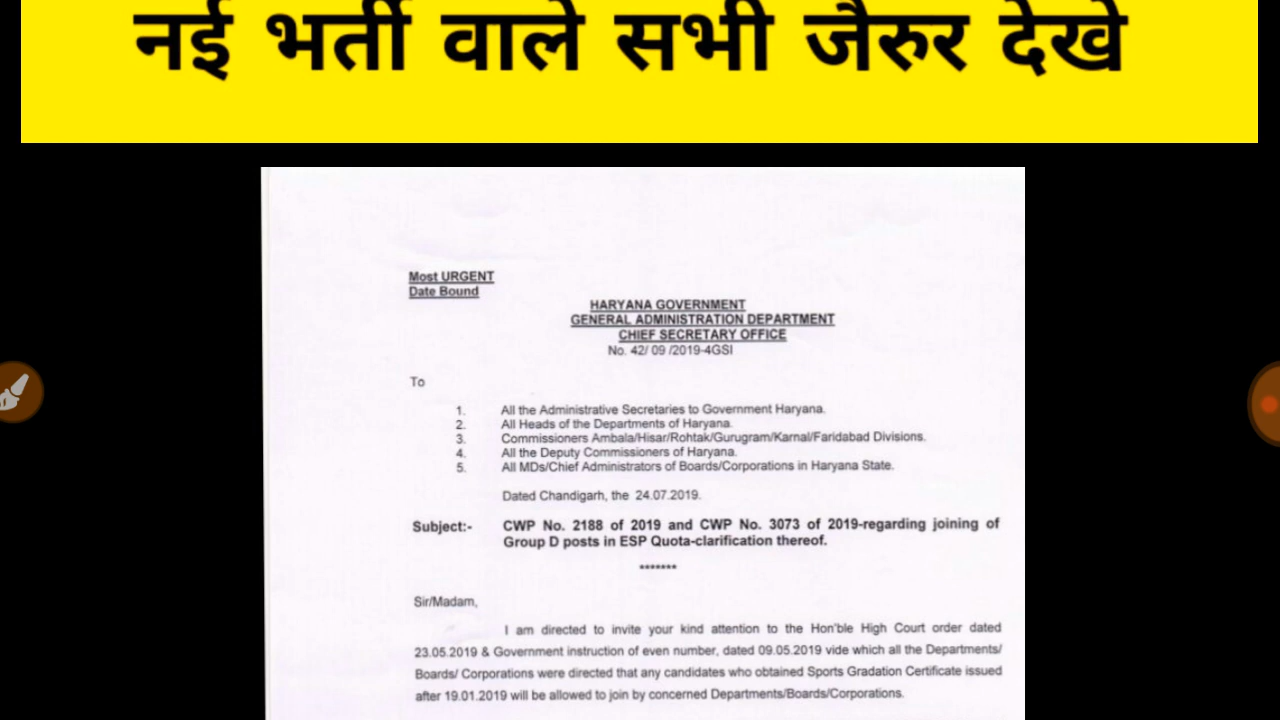 नई भर्ती वाले सभी जैरुर देखे
Most URGENT
Date Bound
HARYANA GOVERNMENT
GENERAL ADMINISTRATION DEPARTMENT
CHIEF SECRETARY OFFICE
No. 42/ 09 /2019-4GSI
To
1. All the Administrative Secretaries to Government Haryana.
2. All Heads of the Departments of Haryana.
3. Commissioners Ambala/Hisar/Rohtak/Gurugram/Karnal/Faridabad Divisions.
4. All the Deputy Commissioners of Haryana.
5. All MDs/Chief Administrators of Boards/Corporations in Haryana State.
Dated Chandigarh, the 24.07.2019.
Subject:- CWP No. 2188 of 2019 and CWP No. 3073 of 2019-regarding joining of
Group D posts in ESP Quota-clarification thereof.
*******
Sir/Madam,
I am directed to invite your kind attention to the Hon'ble High Court order dated
23.05.2019 & Government instruction of even number, dated 09.05.2019 vide which all the Departments/
Boards/ Corporations were directed that any candidates who obtained Sports Gradation Certificate issued
after 19.01.2019 will be allowed to join by concerned Departments/Boards/Corporations.